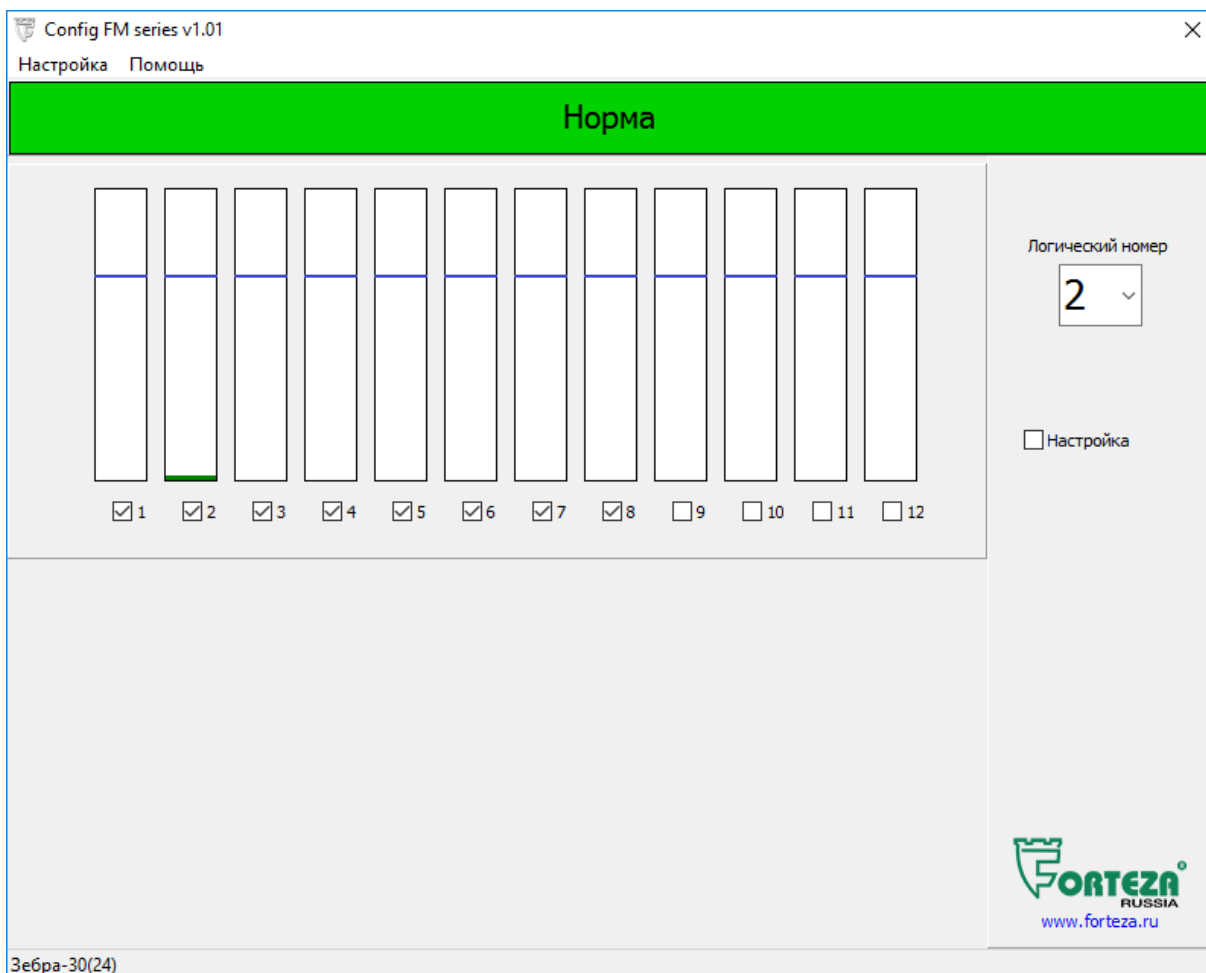 Config FM series v1.01
Настройка Помощь
Норма
Логический номер
2
Настройка
1 2 3 4 5 6 7 8 9 10 11 12
FORTEZA
RUSSIA
www.forteza.ru
Зебра-30(24)